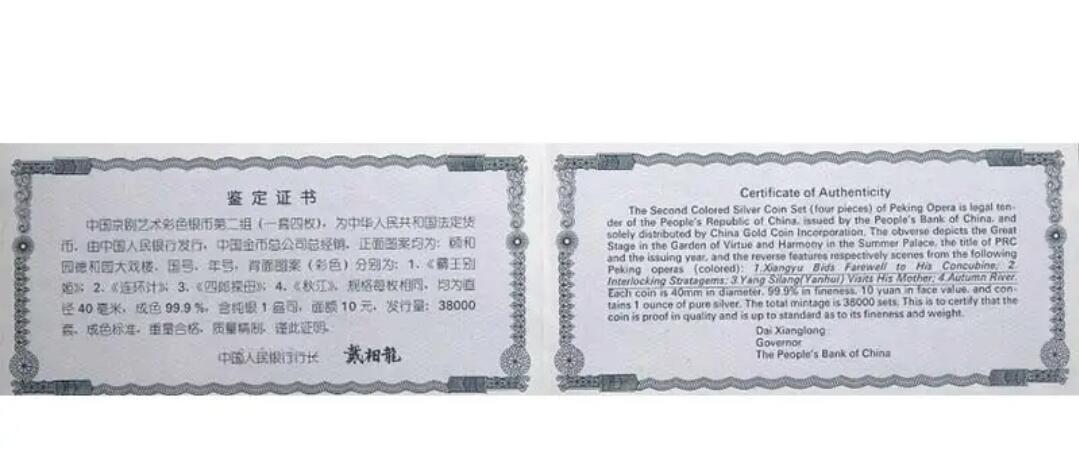 鉴定证书
中国京剧艺术彩色银币第二组(一套四枚),为中华人民共和国法定货
币,由中国人民银行发行,中国金币总公司总经销。正面图案均为:颐和
园德和园大戏楼、国号、年号,背面图案(彩色)分别为:1、《霸王别
姬》;2、《连环计》;3、《四郎探母》;4、《秋江》。规格每枚相同,均为直
径40毫米,成色99.9%,含纯银1盎司,面额10元,发行量:38000
套,成色标准,重量合格,质量精制,谨此证明。
中国人民银行行长 戴相龍
Certificate of Authenticity
The Second Colored Silver Coin Set (four pieces) of Peking Opera is legal ten-
der of the People's Republic of China, issued by the People's Bank of China, and
solely distributed by China Gold Coin Incorporation. The obverse depicts the Great
Stage in the Garden of Virtue and Harmony in the Summer Palace, the title of PRC
and the issuing year, and the reverse features respectively scenes from the following
Peking operas (colored): 1.Xiangyu Bids Farewell to His Concubine; 2.
Interlocking Stratagems; 3.Yang Silang(Yanhui) Visits His Mother; 4.Autumn River.
Each coin is 40mm in diameter, 99.9% in fineness, 10 yuan in face value, and con-
tains 1 ounce of pure silver. The total mintage is 38000 sets. This is to certify that the
coin is proof in quality and is up to standard as to its fineness and weight.
Dai Xianglong
Governor
The People's Bank of China